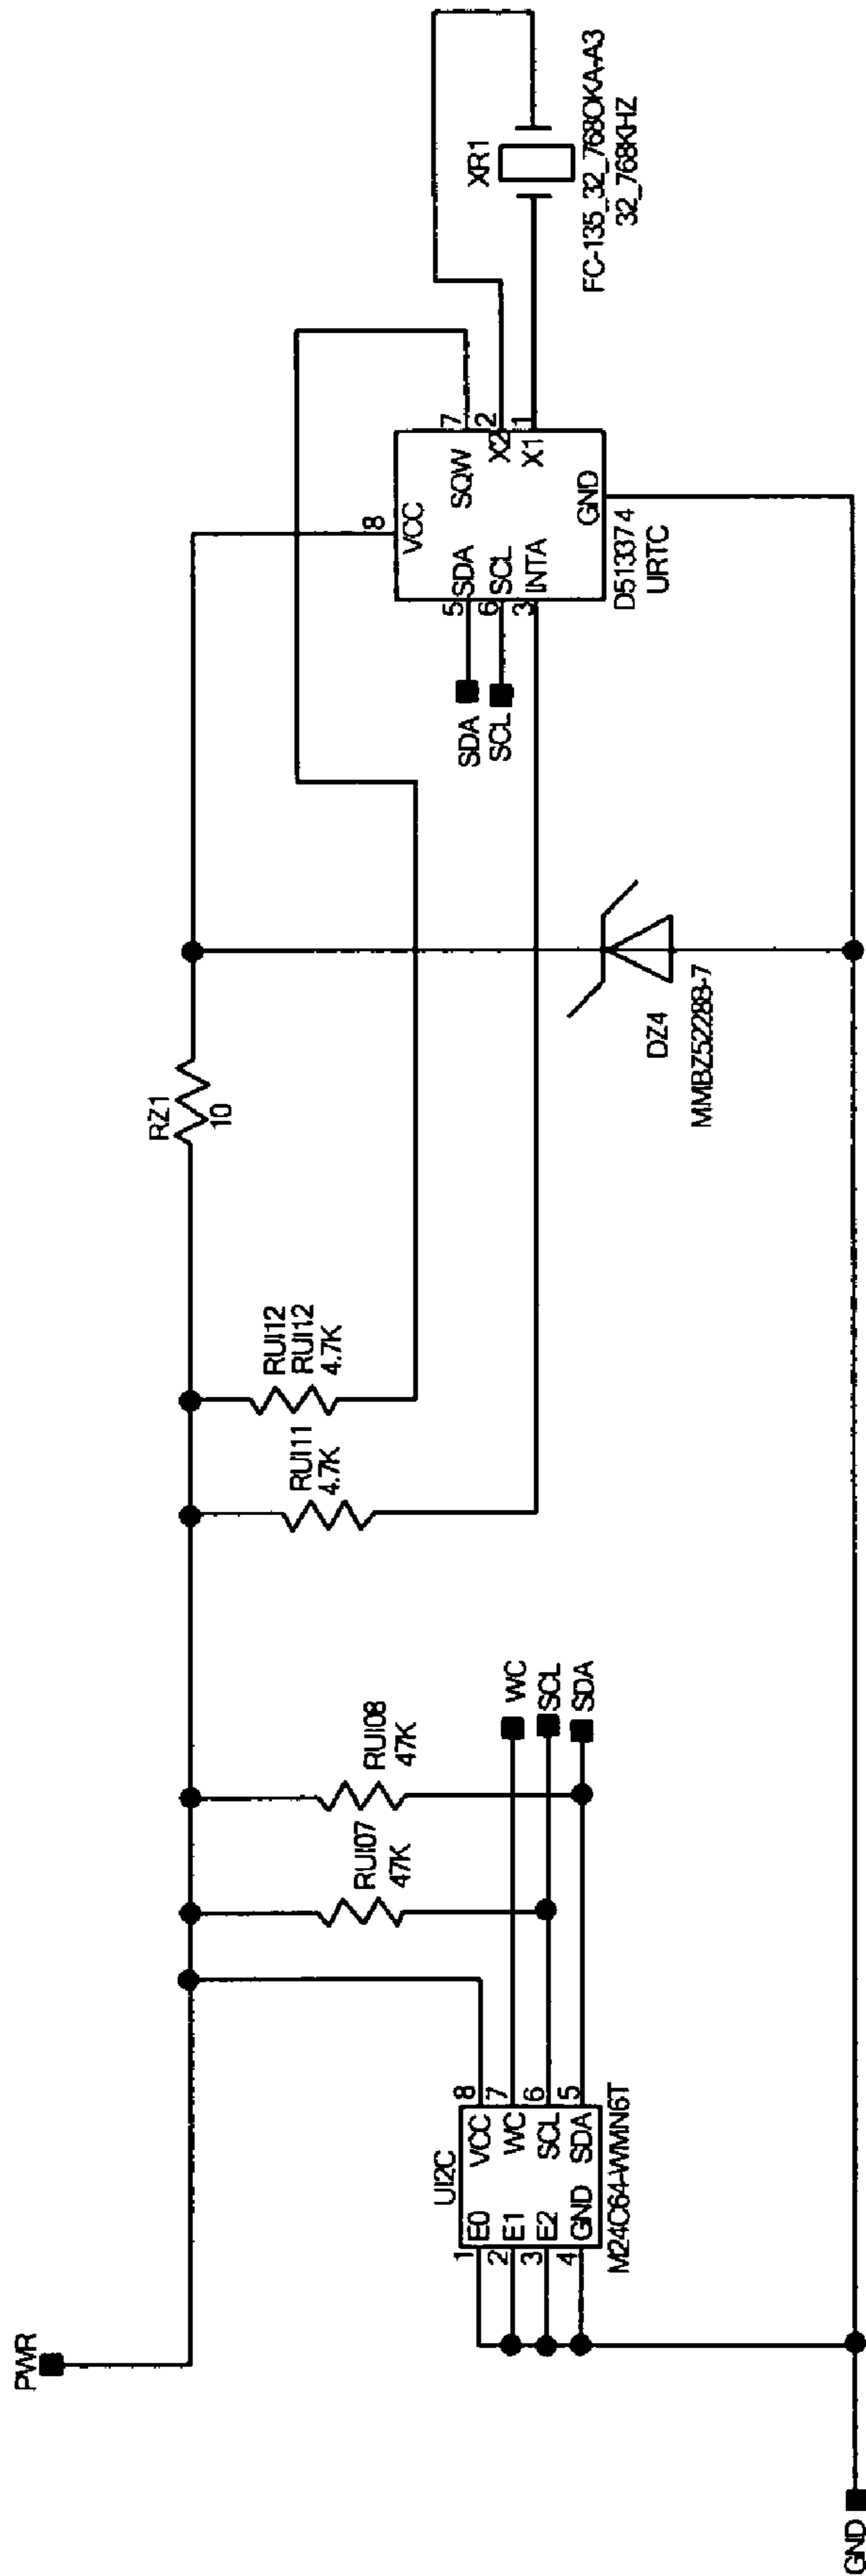 PWR
GND
UI2C
1
E0
2
E1
3
E2
4
GND
VCC
8
WC
7
SCL
6
SDA
5
M24C64-WMN6T
RUI07
47K
RUI08
47K
WC
SCL
SDA
RUI11
4.7K
RUI12
RUI12
4.7K
RZ1
10
DZ4
MMBZ5228B-7
SDA
SCL
8
VCC
5
SDA
6
SCL
3
INTA
SQW
7
X2
2
X1
1
GND
D513374
URTC
XR1
FC-135_32_768OKA-A3
32_768KHZ